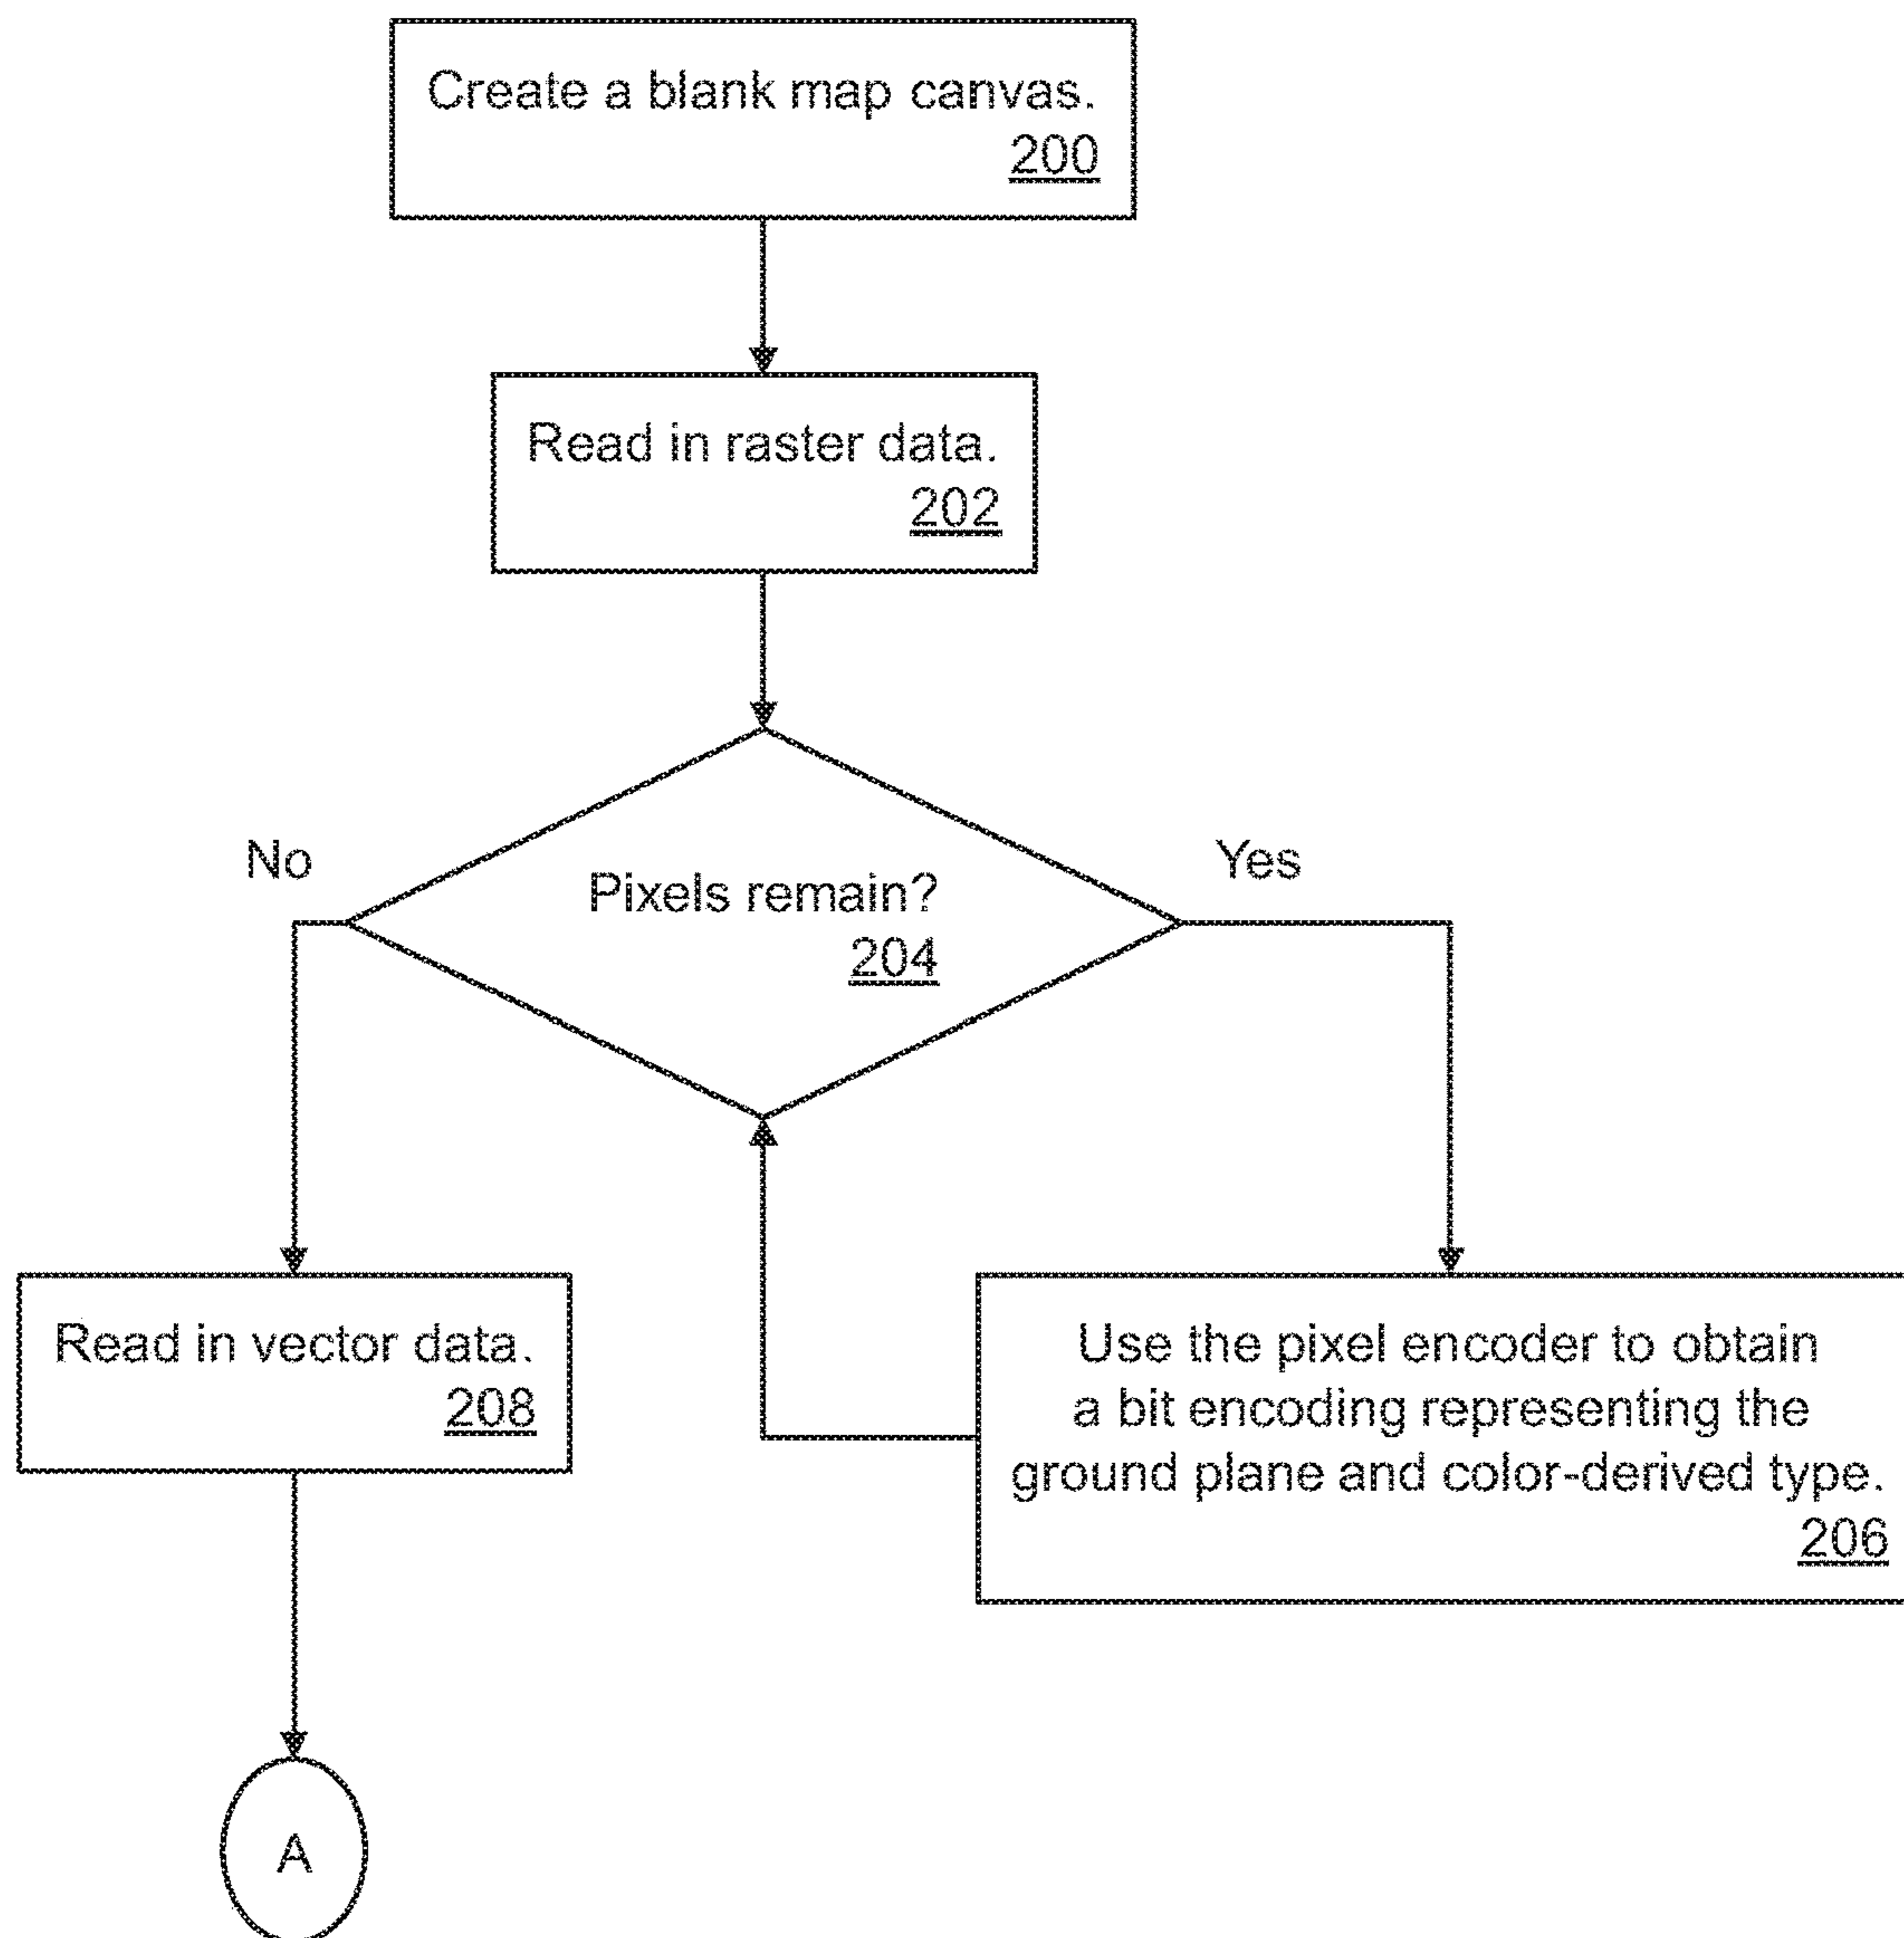 Create a blank map canvas.
200
Read in raster data.
202
No
Yes
Pixels remain?
204
Read in vector data.
208
Use the pixel encoder to obtain
a bit encoding representing the
ground plane and color-derived type.
206
A